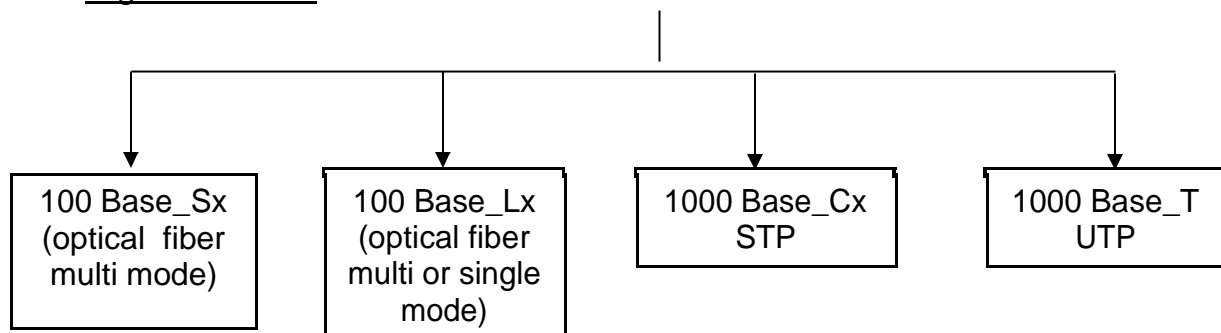 100 Base_Sx
(optical fiber
multi mode)
100 Base_Lx
(optical fiber
multi or single
mode)
1000 Base_Cx
STP
1000 Base_T
UTP